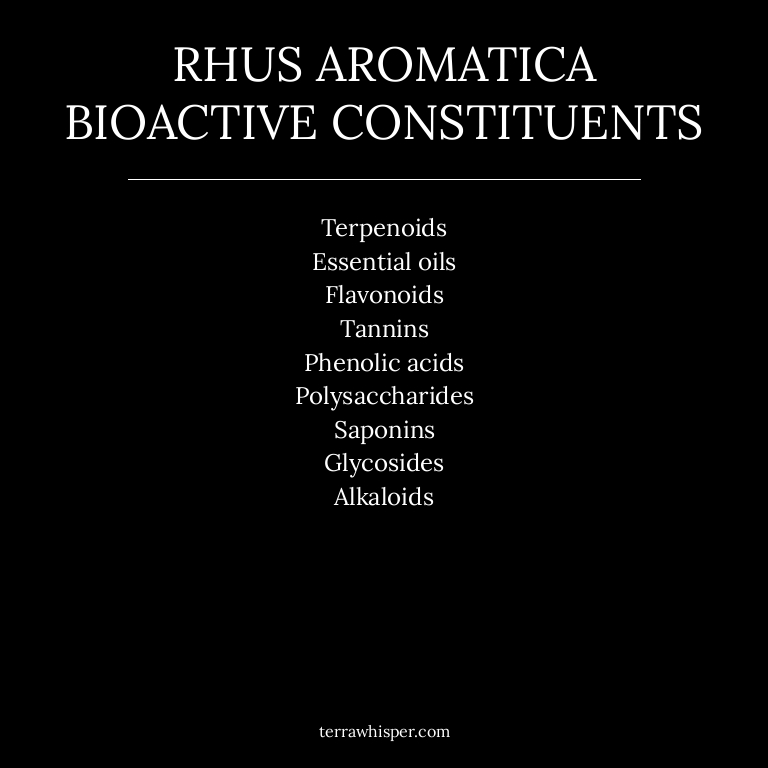 RHUS AROMATICA
BIOACTIVE CONSTITUENTS
Terpenoids
Essential oils
Flavonoids
Tannins
Phenolic acids
Polysaccharides
Saponins
Glycosides
Alkaloids
terrawhisper.com